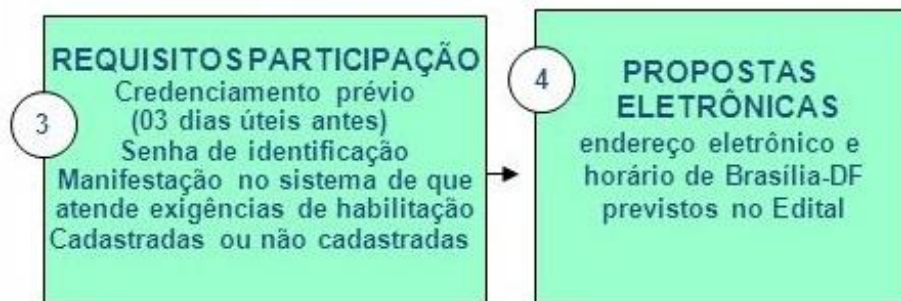 3
REQUISITOS PARTICIPAÇÃO
Credenciamento prévio
(03 dias úteis antes)
Senha de identificação
Manifestação no sistema de que
atende exigências de habilitação
Cadastradas ou não cadastradas
4
PROPOSTAS
ELETRÔNICAS
endereço eletrônico e
horário de Brasília-DF
previstos no Edital